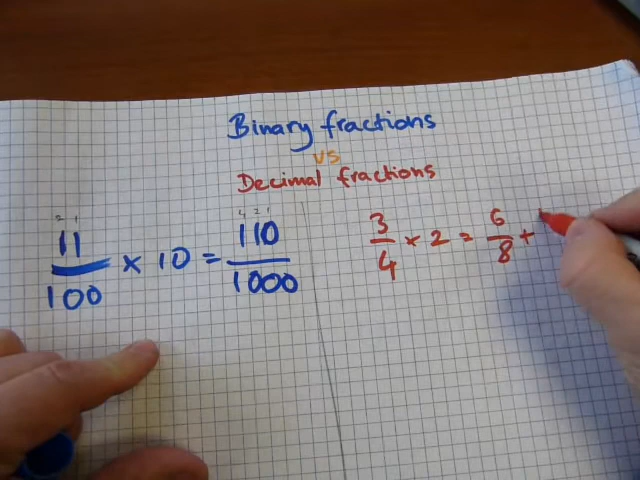 Binary fractions
vs
Decimal fractions
2 1
11/100 × 10 = 110/1000
4 2 1
3/4 × 2 = 6/8 +